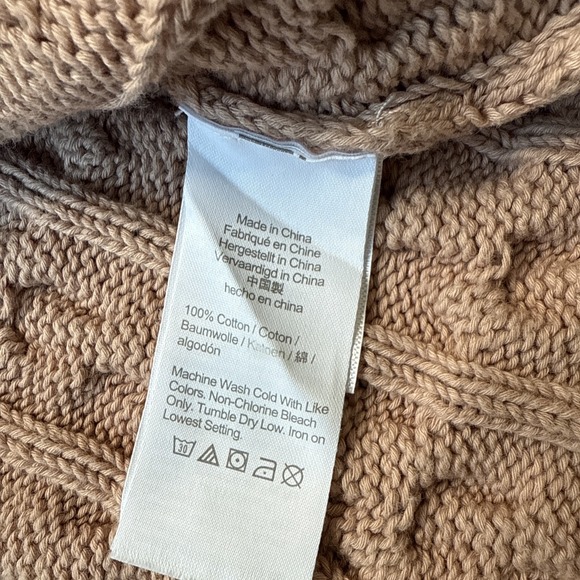 Made in China
Fabriqué en Chine
Hergestellt in China
Vervaardigd in China
中国製
hecho en china
100% Cotton / Coton /
Baumwolle / Katoen / 綿 /
algodón
Machine Wash Cold With Like
Colors. Non-Chlorine Bleach
Only. Tumble Dry Low. Iron on
Lowest Setting.
30